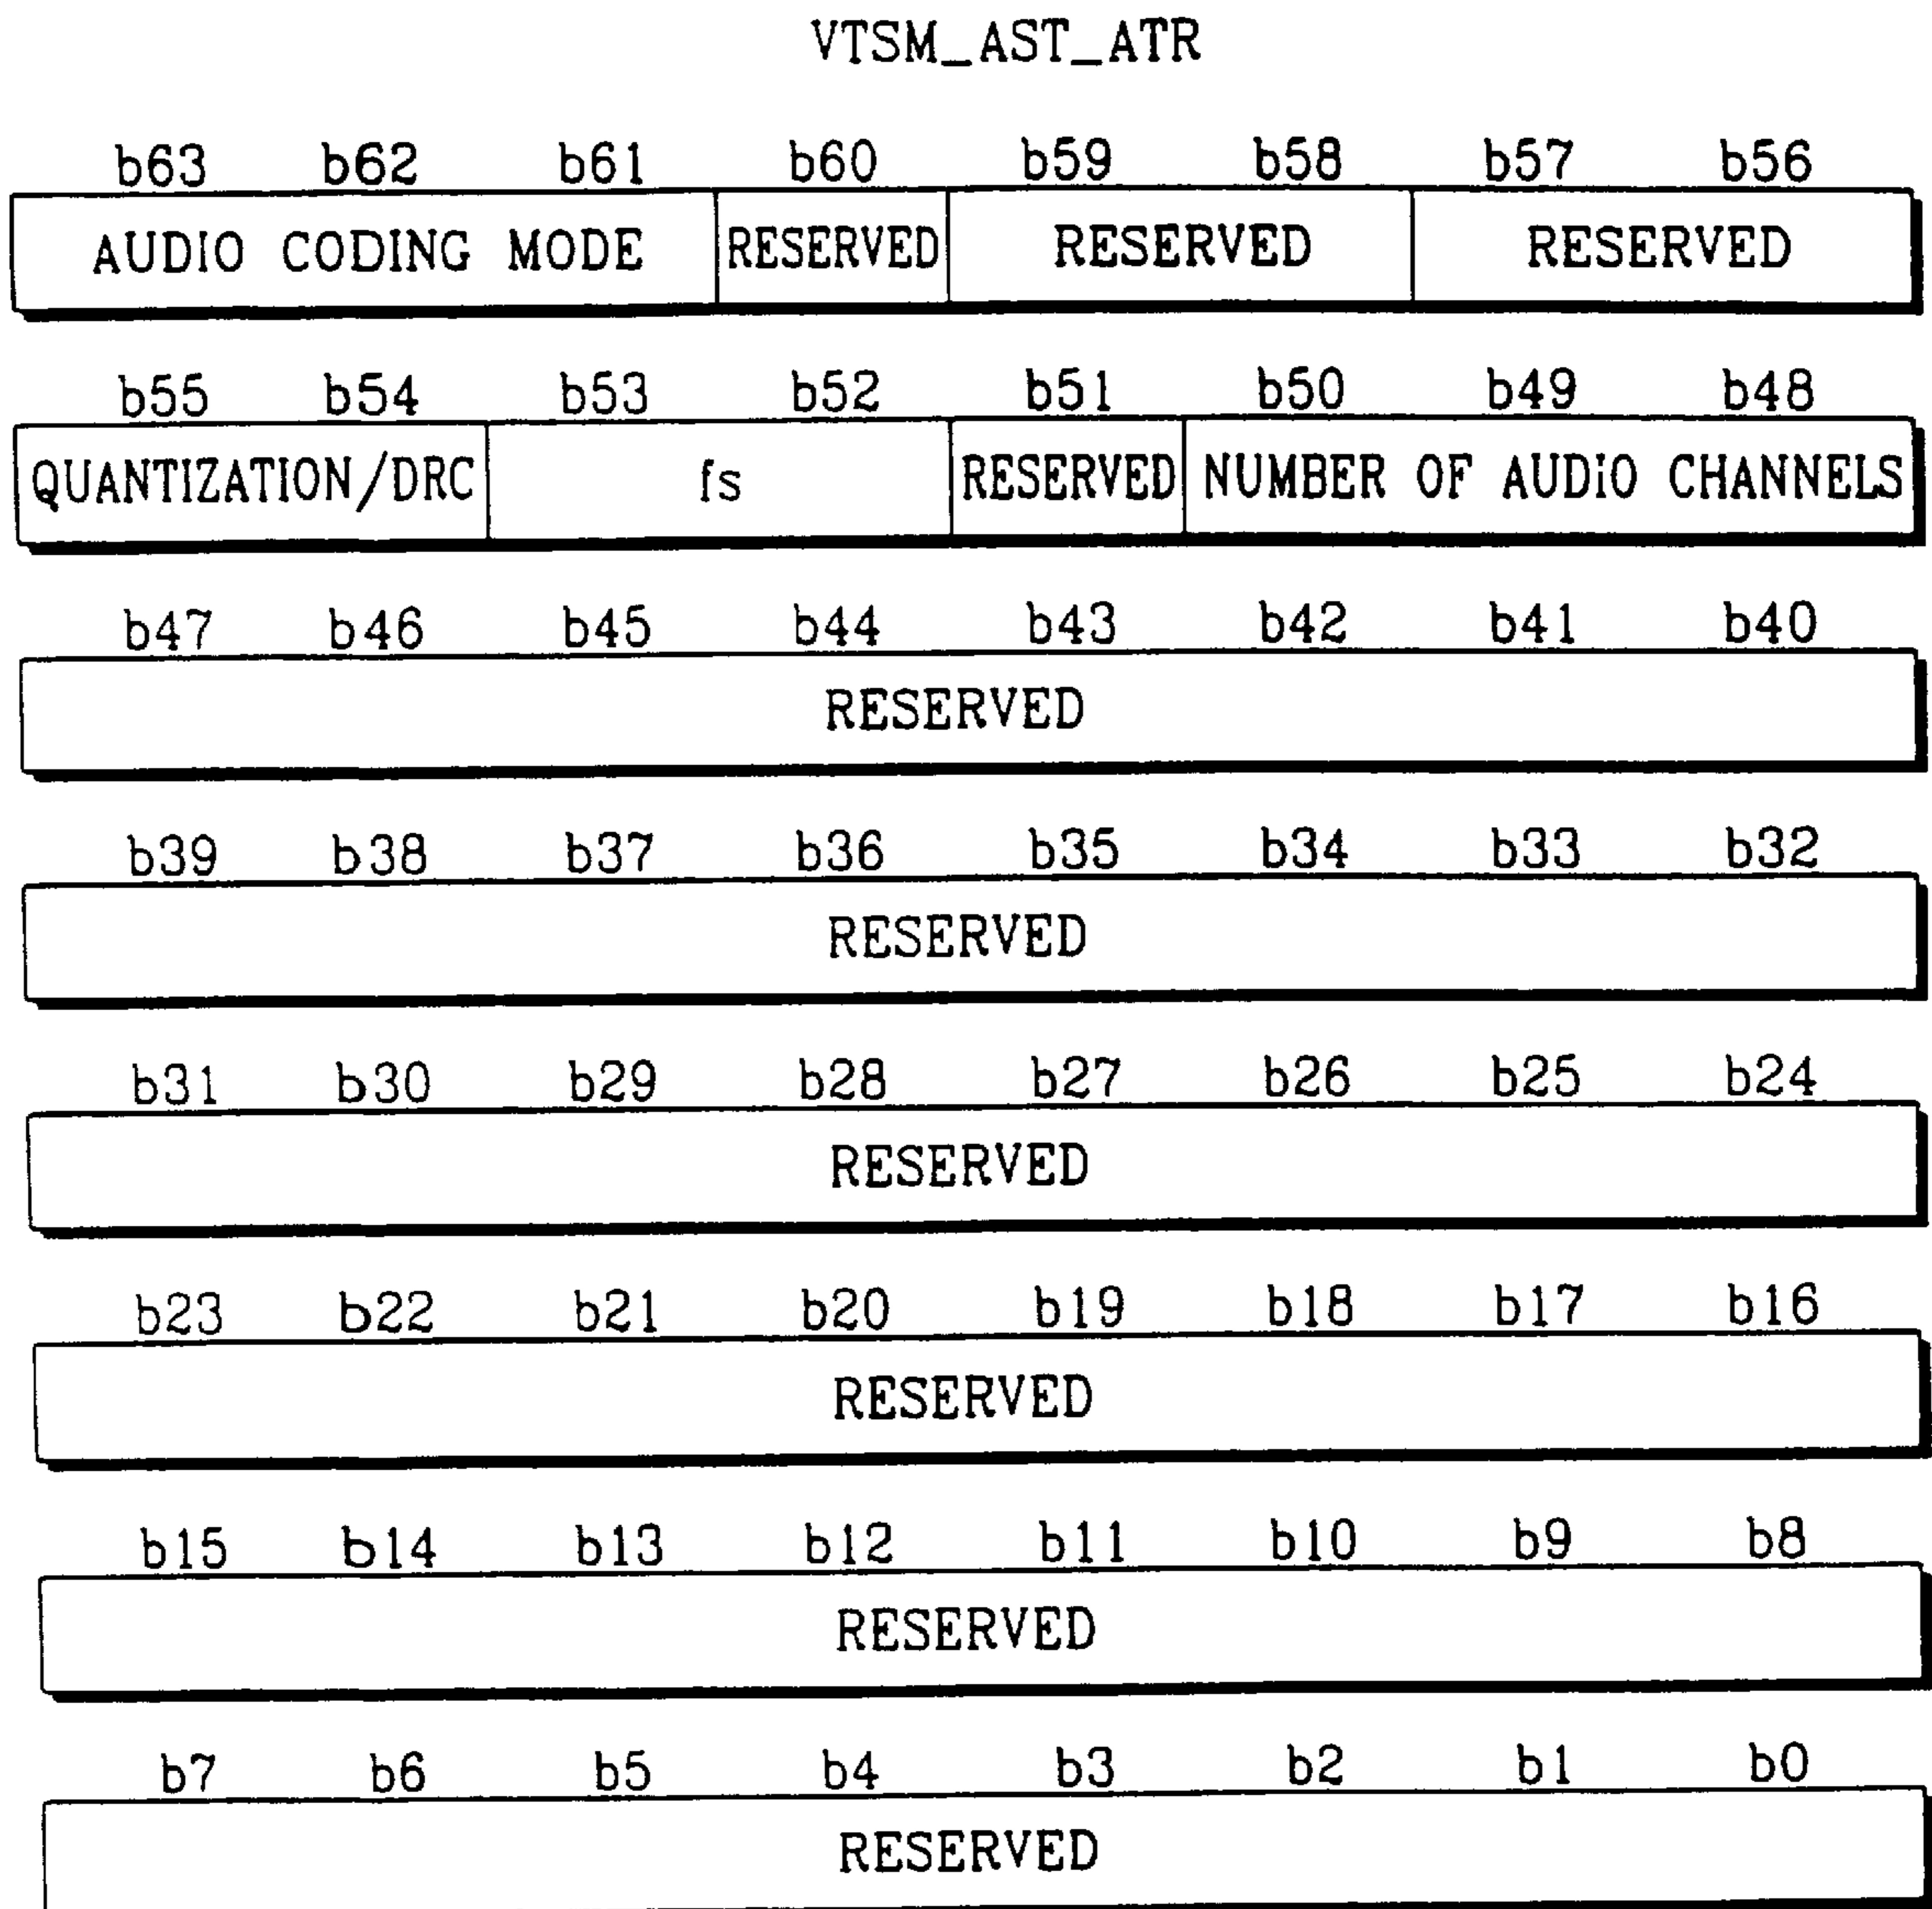 VTSM_AST_ATR
b63 b62 b61 b60 b59 b58 b57 b56
AUDIO CODING MODE RESERVED RESERVED RESERVED
b55 b54 b53 b52 b51 b50 b49 b48
QUANTIZATION/DRC fs RESERVED NUMBER OF AUDiO CHANNELS
b47 b46 b45 b44 b43 b42 b41 b40
RESERVED
b39 b38 b37 b36 b35 b34 b33 b32
RESERVED
b31 b30 b29 b28 b27 b26 b25 b24
RESERVED
b23 b22 b21 b20 b19 b18 b17 b16
RESERVED
b15 b14 b13 b12 b11 b10 b9 b8
RESERVED
b7 b6 b5 b4 b3 b2 b1 b0
RESERVED